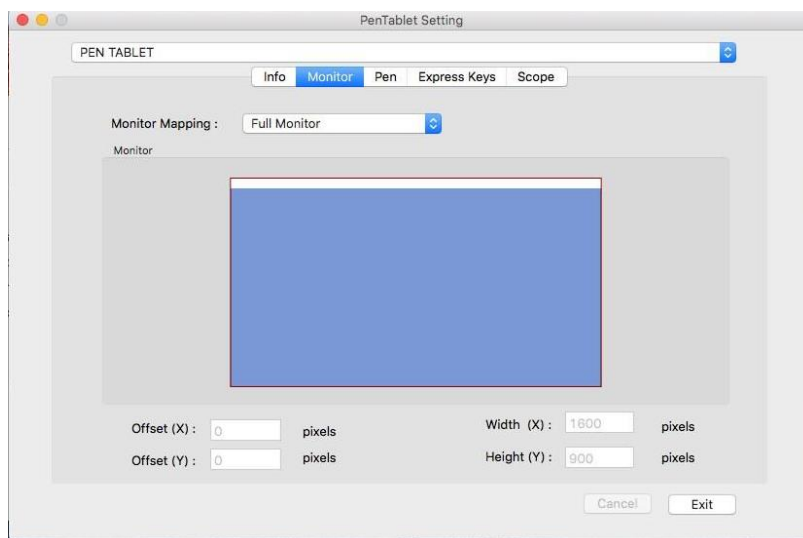 PenTablet Setting
PEN TABLET
Info Monitor Pen Express Keys Scope
Monitor Mapping : Full Monitor
Monitor
Offset (X) : 0 pixels Width (X) : 1600 pixels
Offset (Y) : 0 pixels Height (Y) : 900 pixels
Cancel Exit